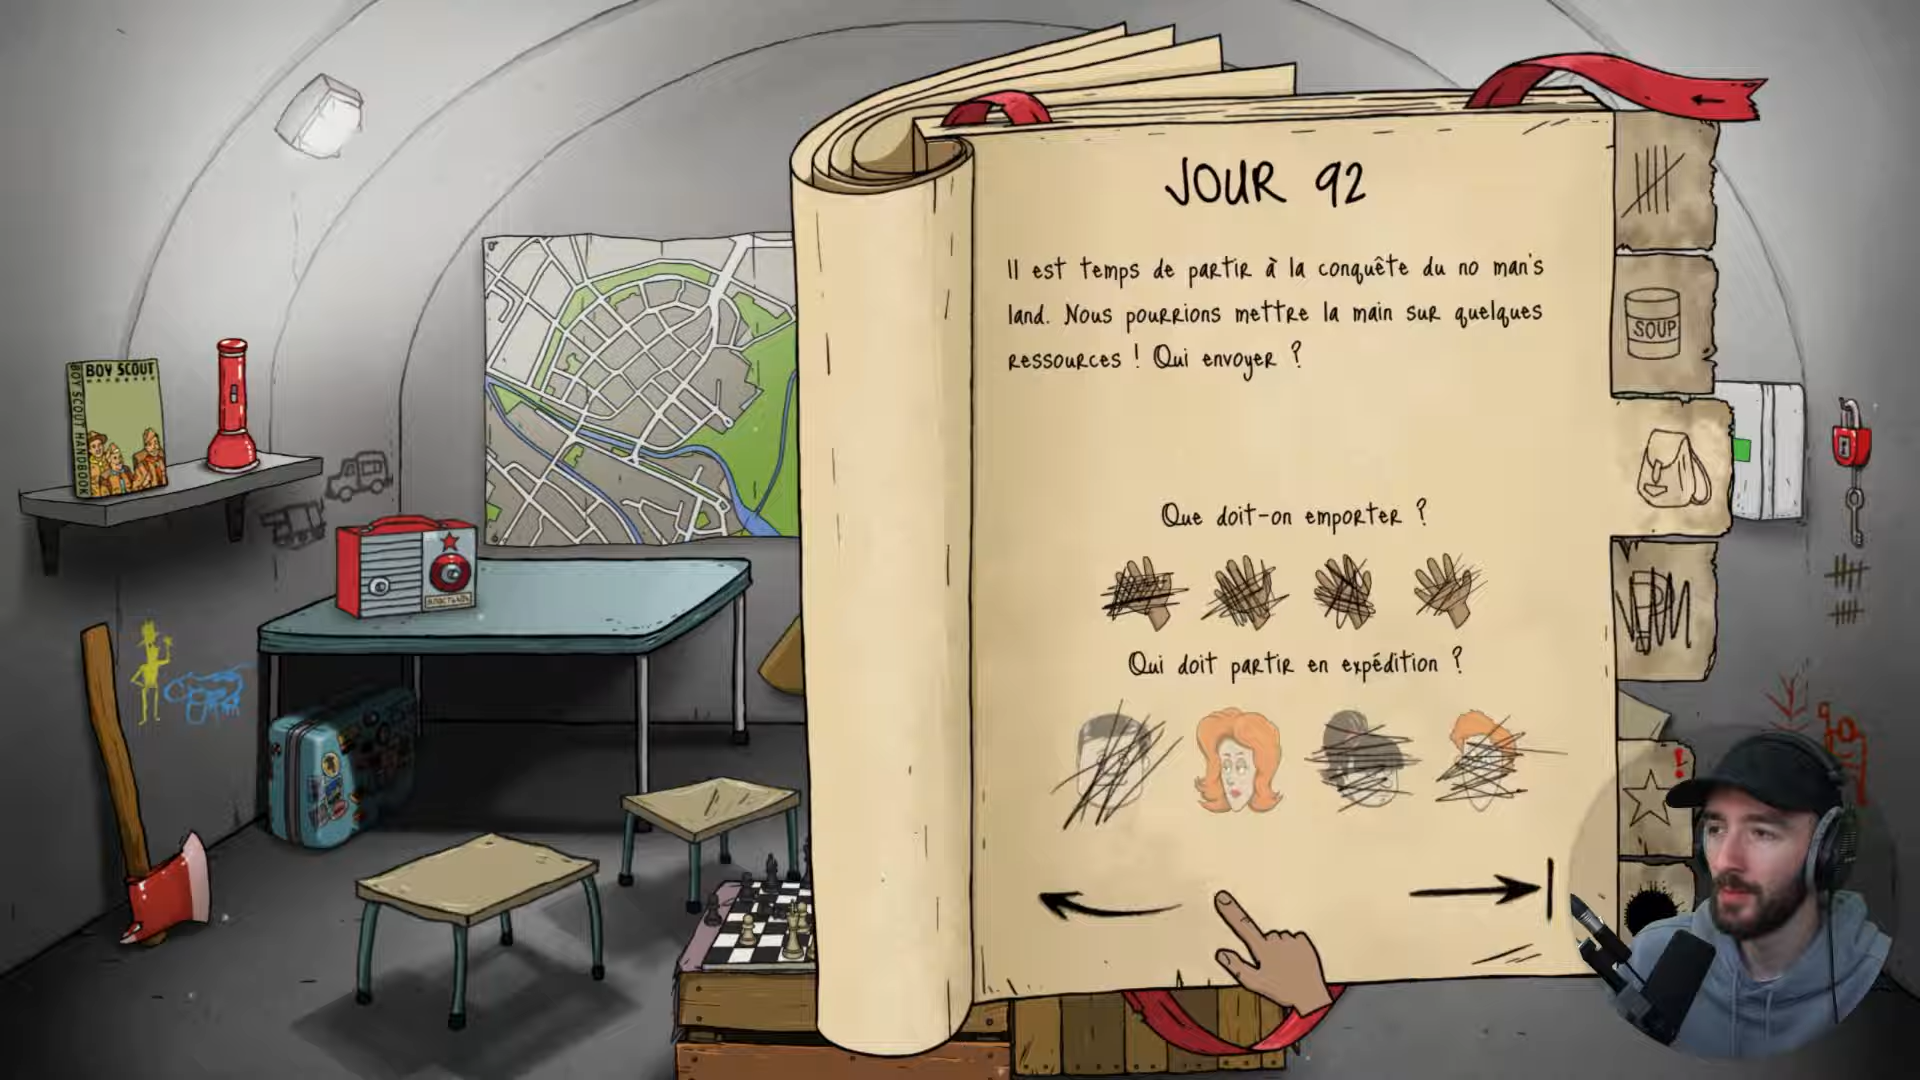 JOUR 92
Il est temps de partir à la conquête du no man's
land. Nous pourrions mettre la main sur quelques
ressources ! Qui envoyer ?
Que doit-on emporter ?
Qui doit partir en expédition ?
BOY SCOUT
HANDBOOK
BOY SCOUT HANDBOOK
SOUP